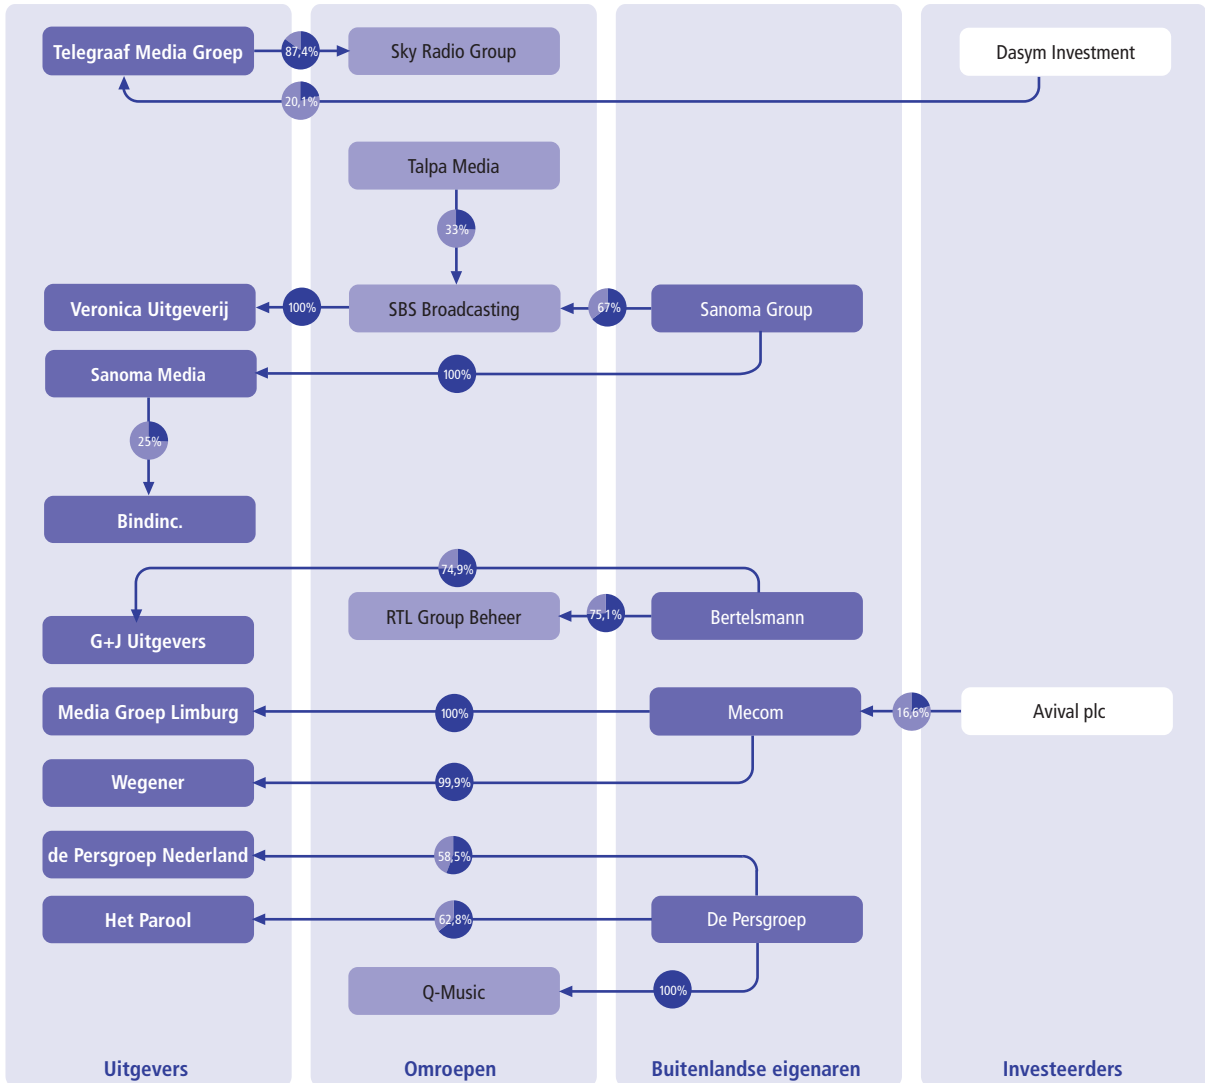 Telegraaf Media Groep
87,4%
Sky Radio Group
Dasym Investment
20,1%
Talpa Media
33%
Veronica Uitgeverij
100%
SBS Broadcasting
67%
Sanoma Group
Sanoma Media
100%
25%
Bindinc.
74,9%
RTL Group Beheer
75,1%
Bertelsmann
G+J Uitgevers
Media Groep Limburg
100%
Mecom
16,6%
Avival plc
Wegener
99,9%
de Persgroep Nederland
58,5%
Het Parool
62,8%
De Persgroep
Q-Music
100%
Uitgevers
Omroepen
Buitenlandse eigenaren
Investeerders